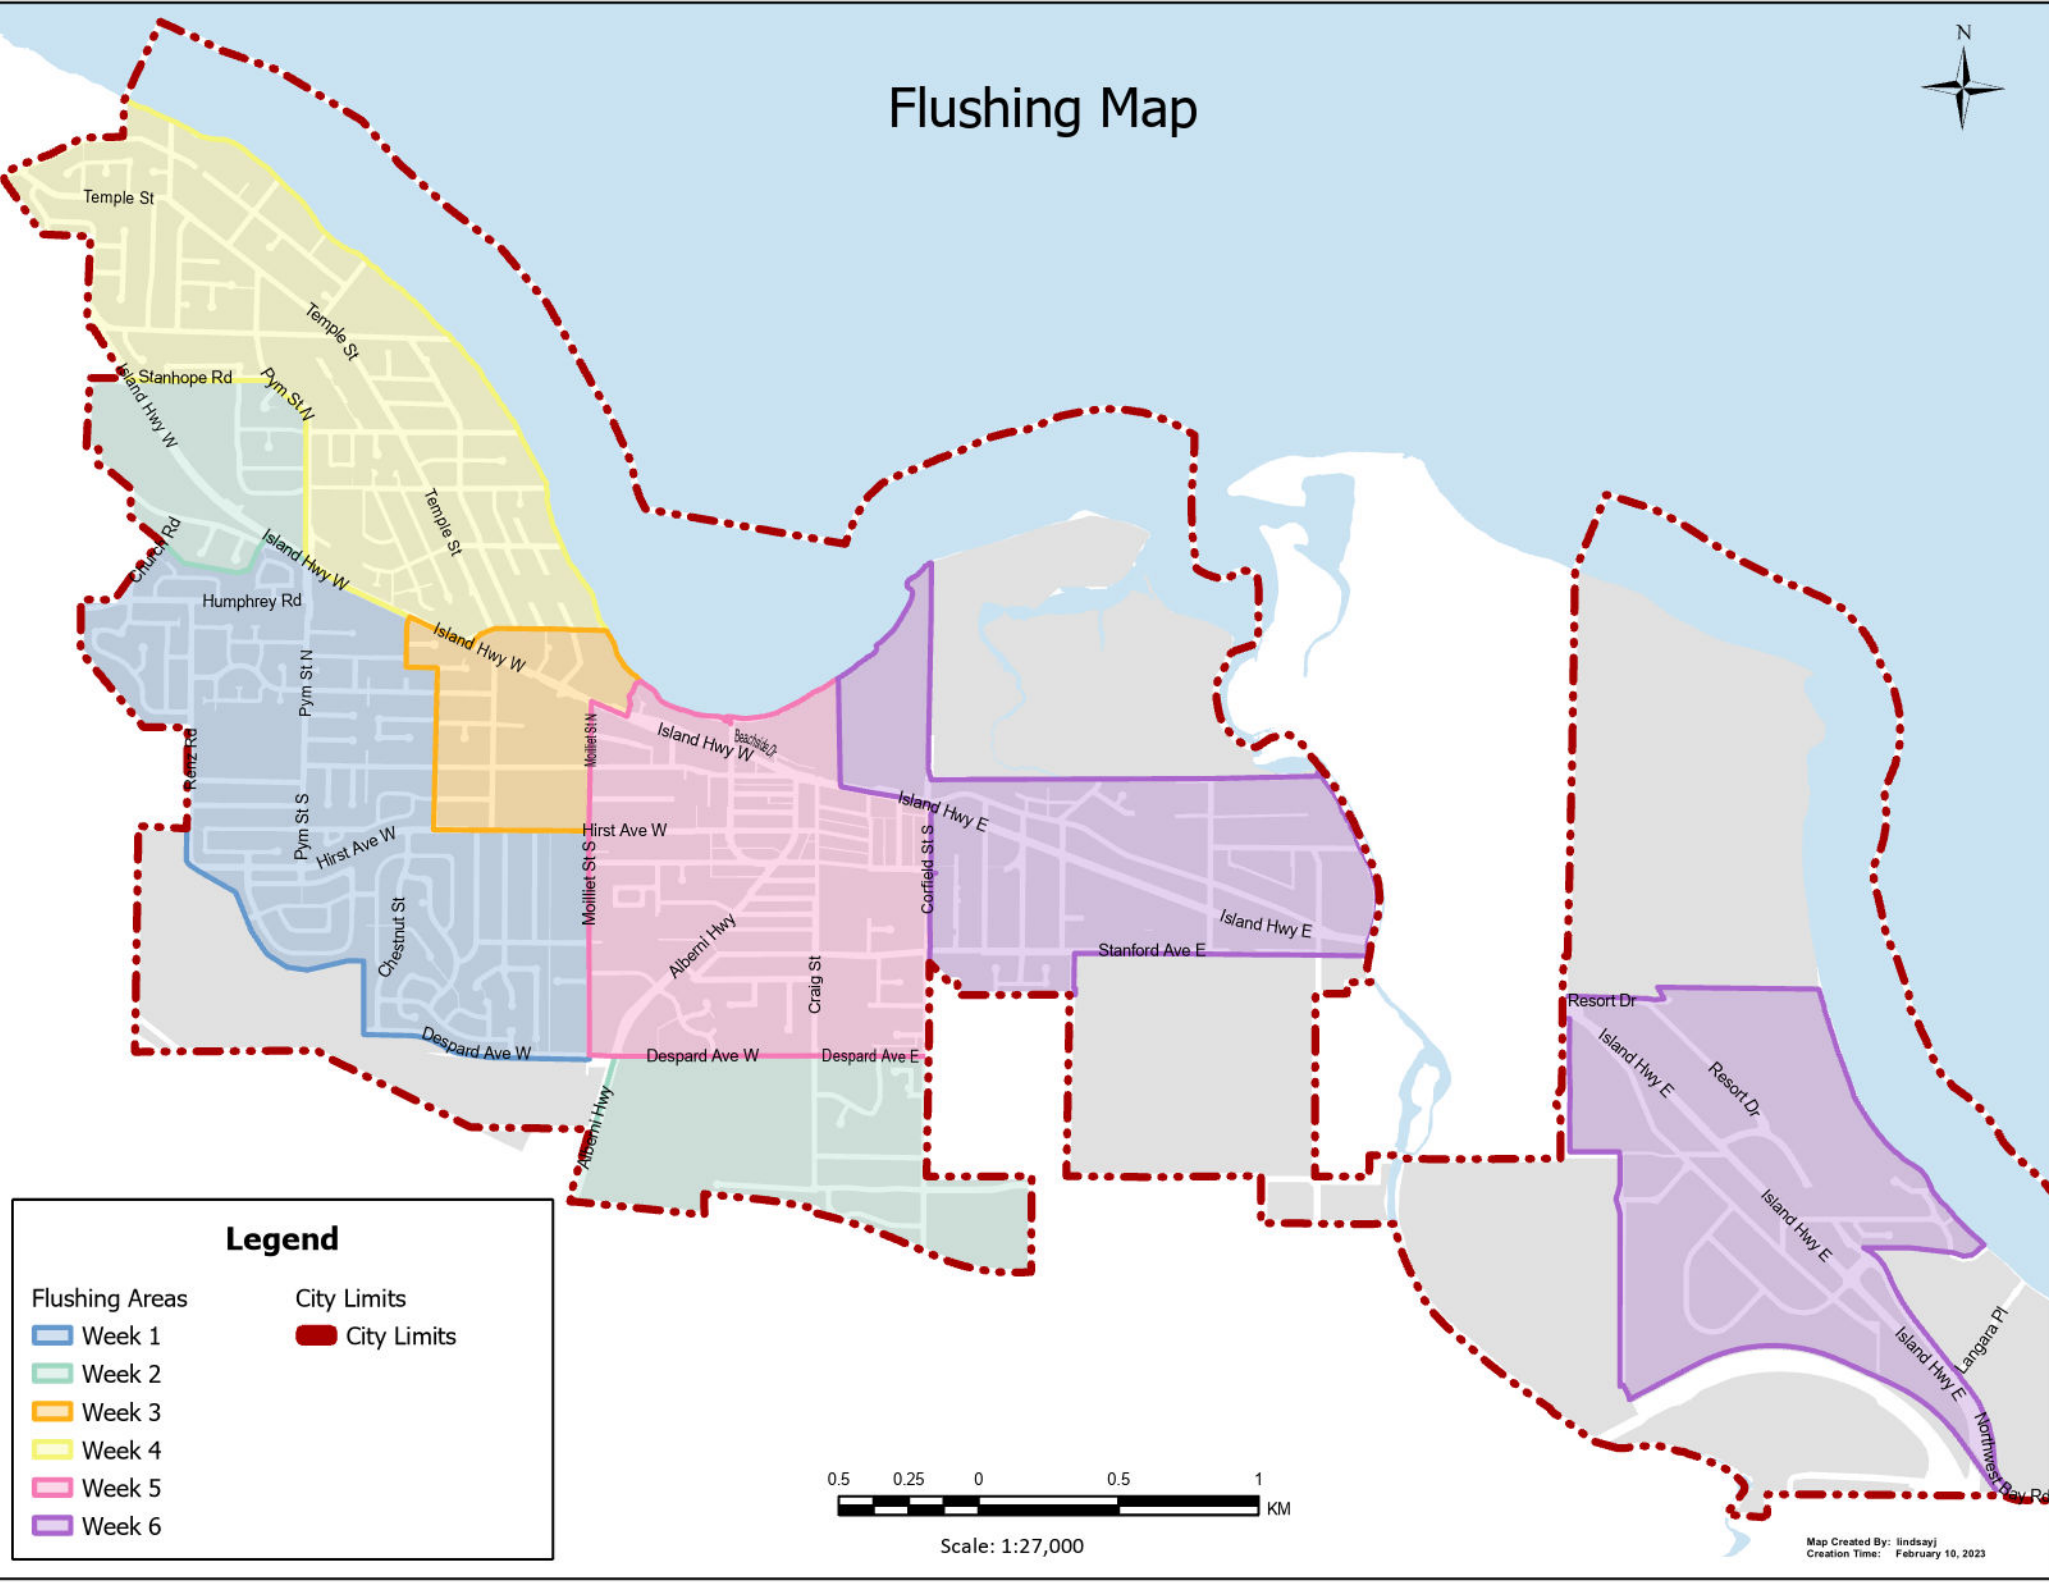 N
Flushing Map
Temple St
Temple St
Stanhope Rd
Pym St N
Island Hwy W
Temple St
Church Rd
Island Hwy W
Humphrey Rd
Island Hwy W
Pym St N
Renz Rd
Moilliet St N
Island Hwy W
Beachside Dr
Pym St S
Hirst Ave W
Hirst Ave W
Island Hwy E
Moilliet St S
Corfield St S
Chestnut St
Alberni Hwy
Island Hwy E
Stanford Ave E
Craig St
Resort Dr
Despard Ave W
Despard Ave W
Despard Ave E
Island Hwy E
Resort Dr
Alberni Hwy
Island Hwy E
Langara Pl
Island Hwy E
Northwest Bay Rd
Legend
Flushing Areas
City Limits
Week 1
City Limits
Week 2
Week 3
Week 4
Week 5
Week 6
0.5 0.25 0 0.5 1
KM
Scale: 1:27,000
Map Created By: lindsayj
Creation Time: February 10, 2023